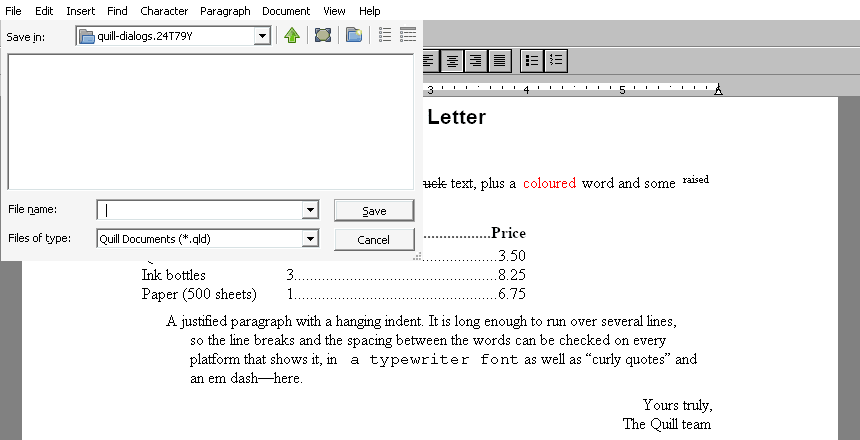 File Edit Insert Find Character Paragraph Document View Help
Save in: quill-dialogs.24T79Y
3 4 5
Letter
text, plus a coloured word and some raised
File name: Save
Files of type: Quill Documents (*.qld) Cancel
Price
3.50
Ink bottles 3 8.25
Paper (500 sheets) 1 6.75
A justified paragraph with a hanging indent. It is long enough to run over several lines,
so the line breaks and the spacing between the words can be checked on every
platform that shows it, in a typewriter font as well as “curly quotes” and
an em dash—here.
Yours truly,
The Quill team